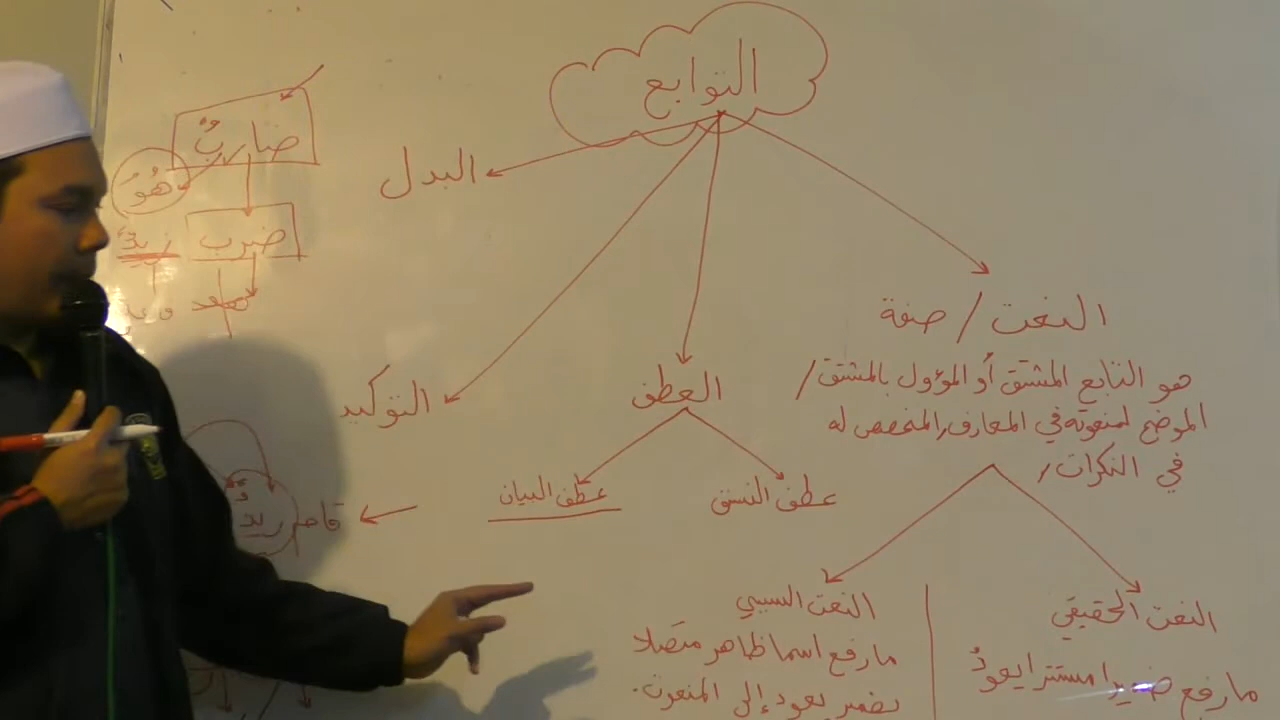 التوابع
البدل
النعت / صفة
هو التابع المشتق أو المؤول بالمشتق /
الموضح لمنعوته في المعارف، المخصص له
في النكرات،
العطف
التوكيد
عطف النسق
عطف البيان
النعت الحقيقي
ما رفع ضميرا مستترا يعودُ
النعت السببي
ما رفع اسما ظاهر متصلا
بضمير يعود إلى المنعوت.
ضاربٌ
هُوُ
ضرب زيدٌ
قام زيدٌ